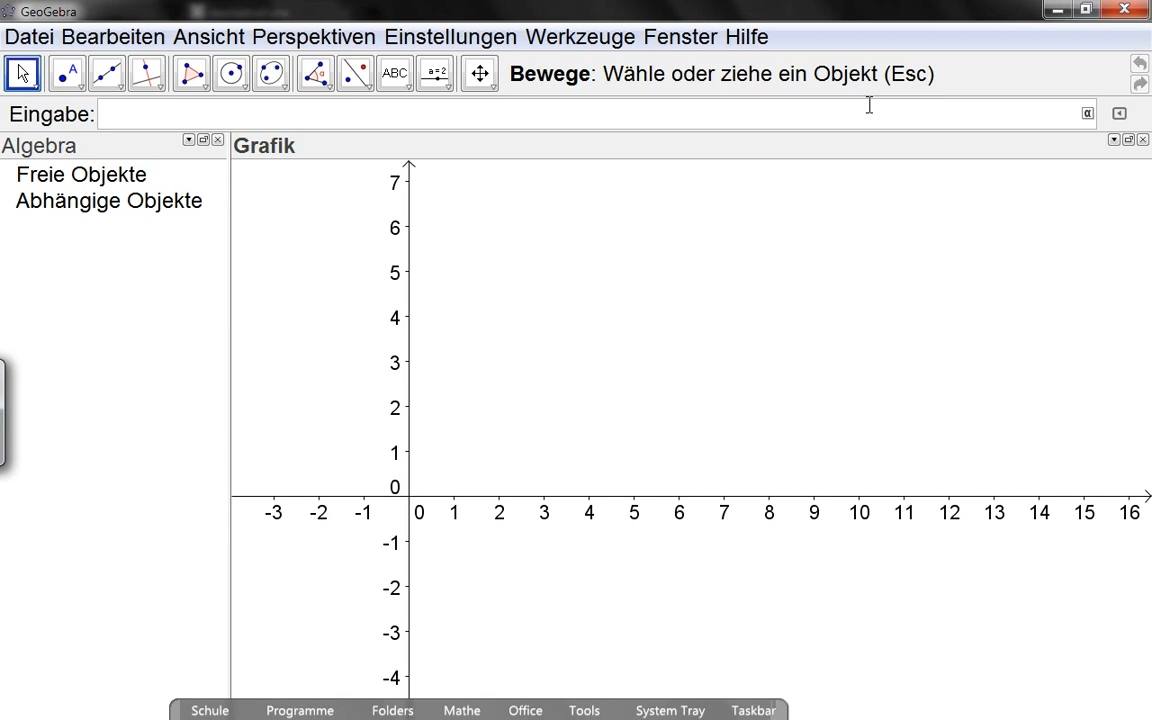 GeoGebra
Datei Bearbeiten Ansicht Perspektiven Einstellungen Werkzeuge Fenster Hilfe
A
α
ABC
a=2
Bewege: Wähle oder ziehe ein Objekt (Esc)
Eingabe:
α
Algebra
Grafik
Freie Objekte
Abhängige Objekte
7
6
5
4
3
2
1
0
-3 -2 -1 0 1 2 3 4 5 6 7 8 9 10 11 12 13 14 15 16
-1
-2
-3
-4
Schule Programme Folders Mathe Office Tools System Tray Taskbar